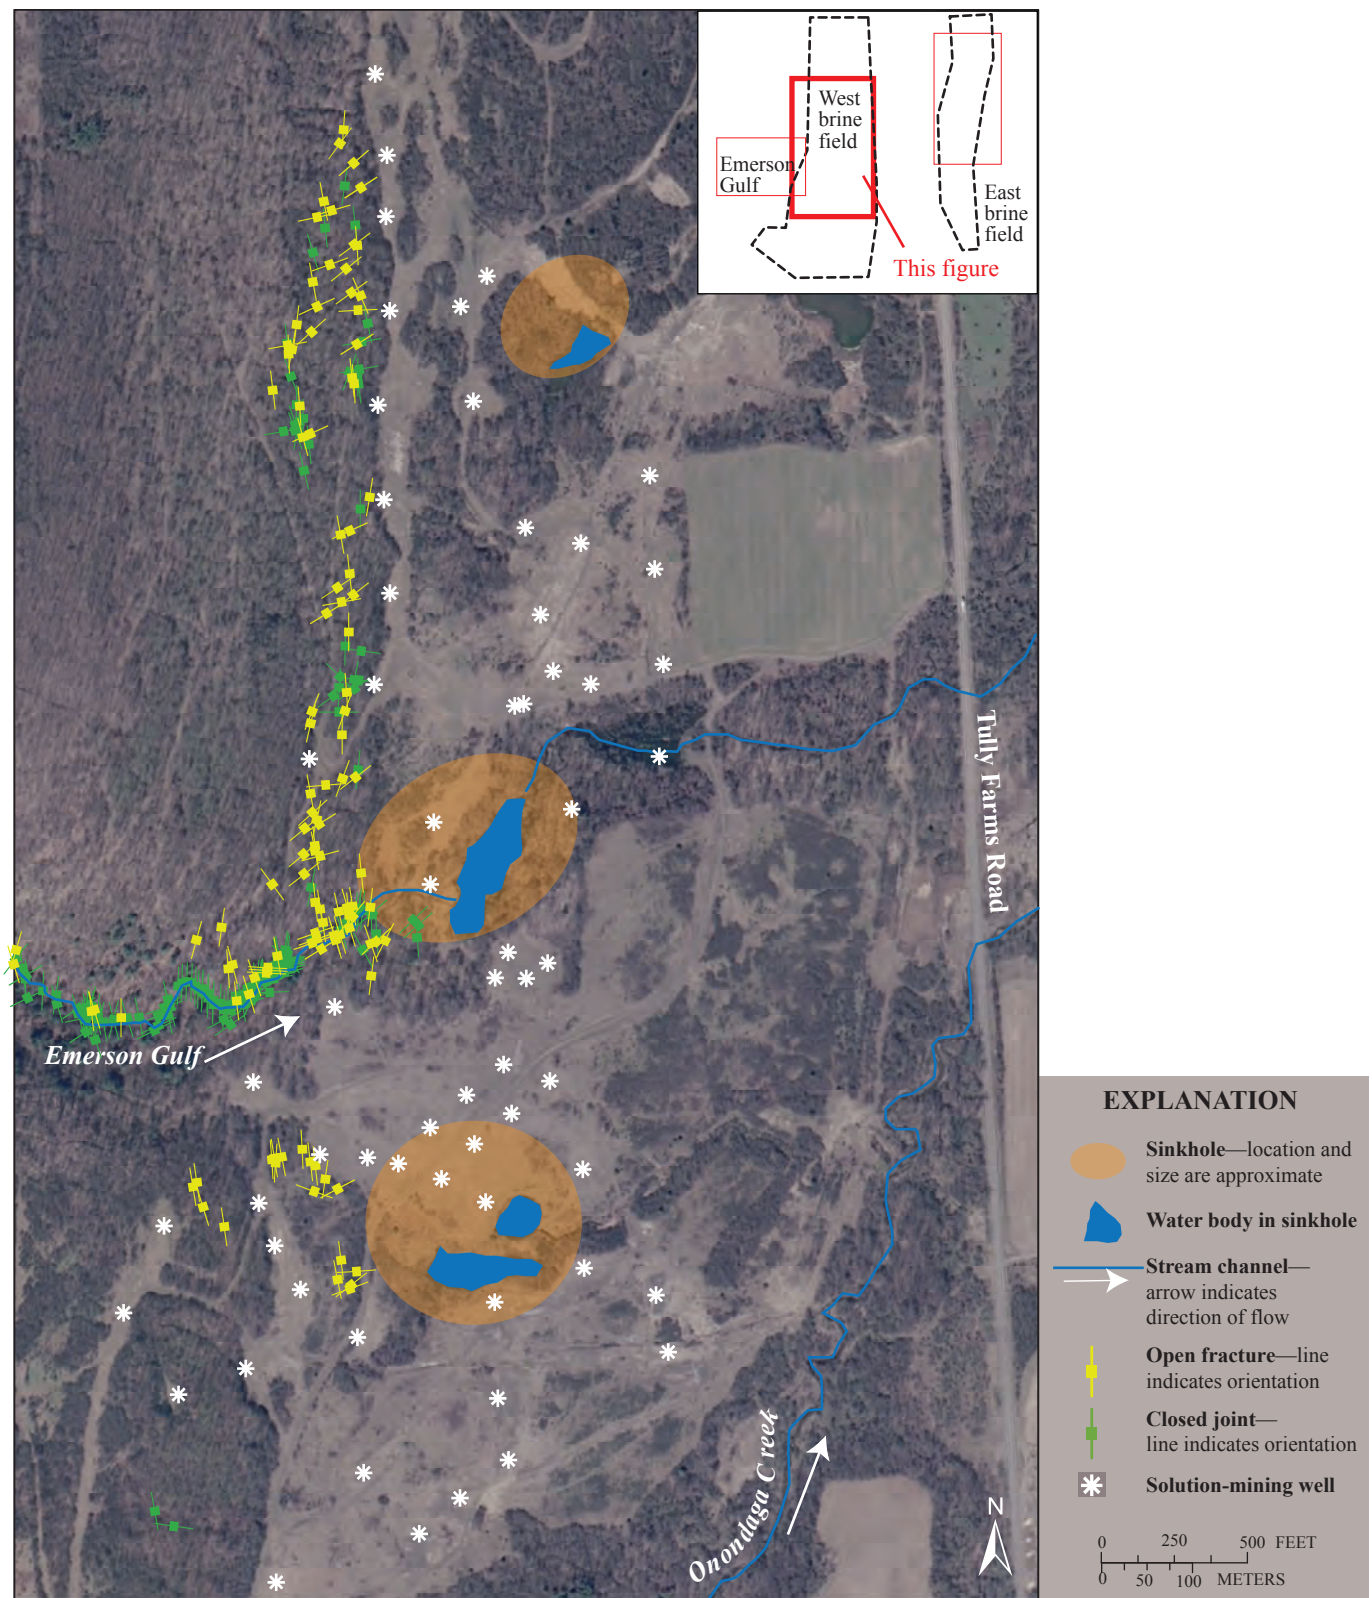 West
brine
field
Emerson
Gulf
East
brine
field
This figure
Tully Farms Road
Emerson Gulf
Onondaga Creek
N
EXPLANATION
Sinkhole—location and
size are approximate
Water body in sinkhole
Stream channel—
arrow indicates
direction of flow
Open fracture—line
indicates orientation
Closed joint—
line indicates orientation
Solution-mining well
0 250 500 FEET
0 50 100 METERS